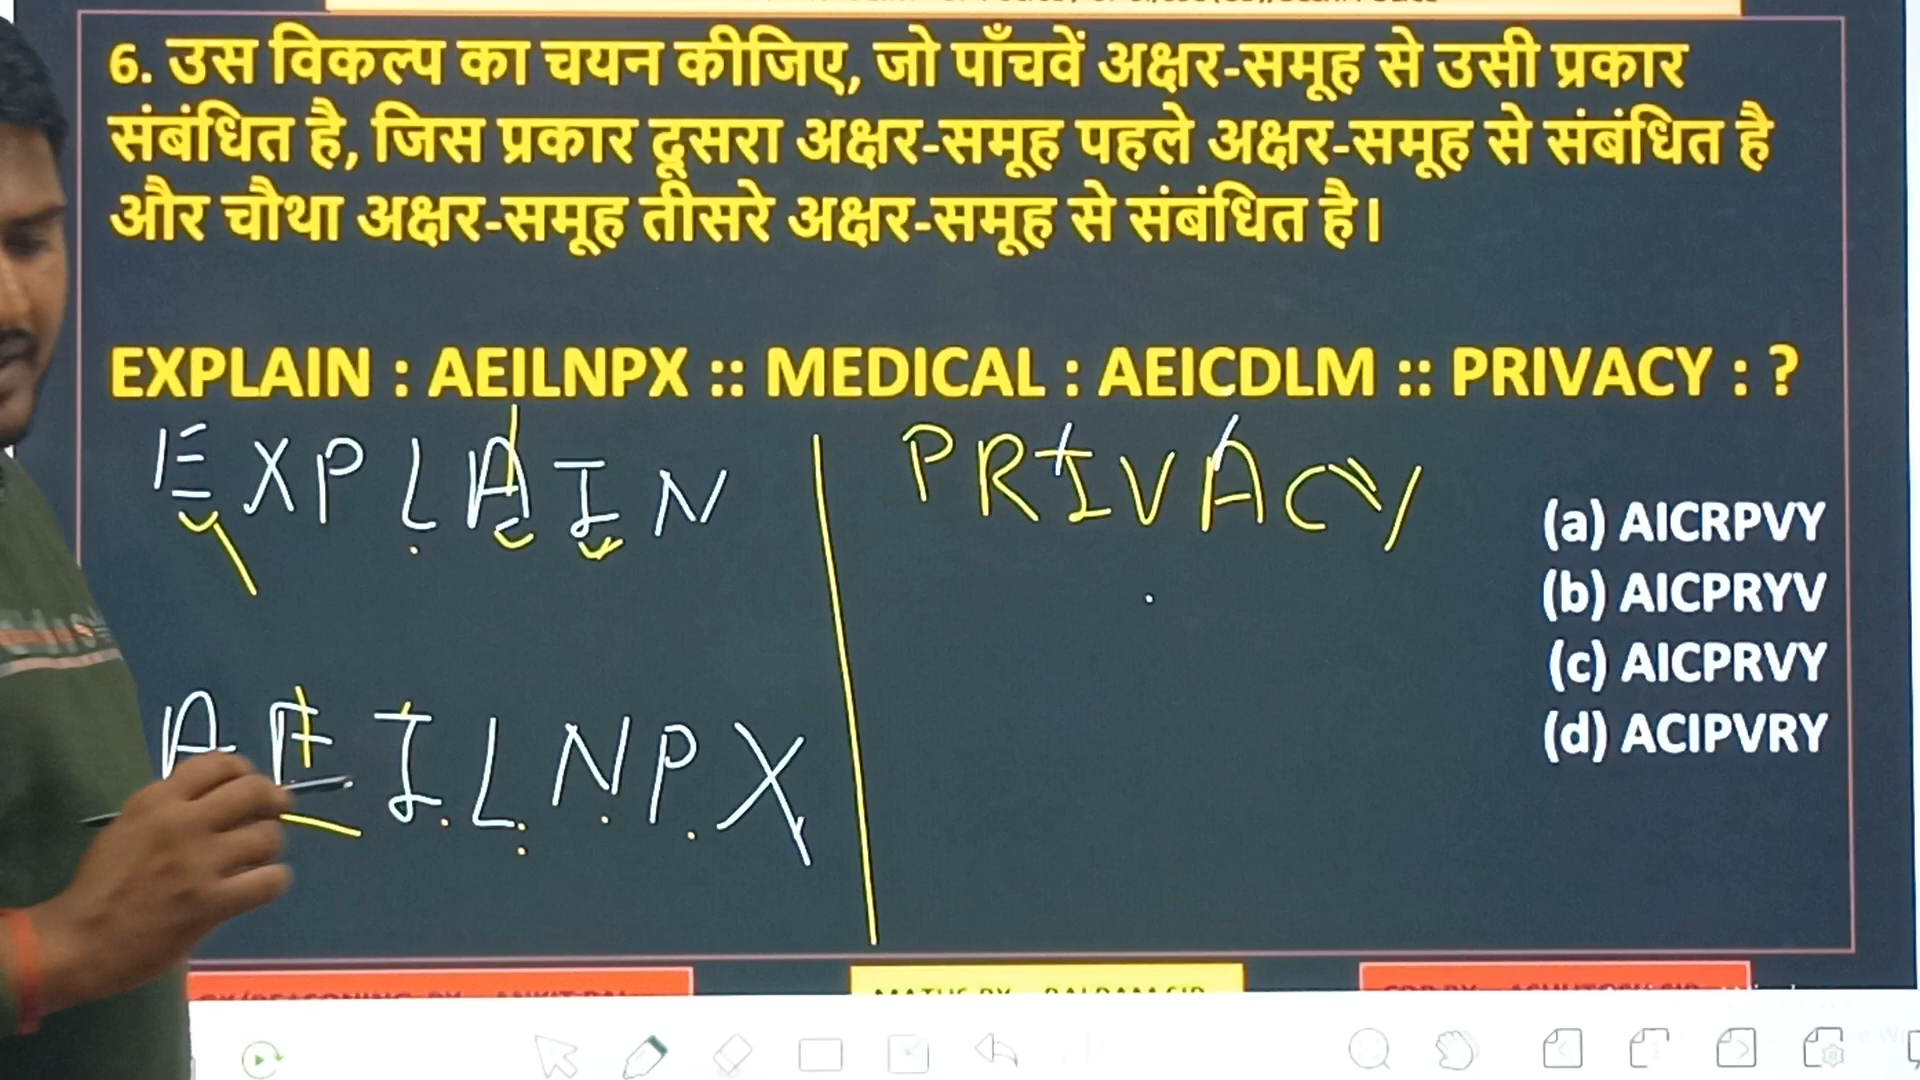 6. उस विकल्प का चयन कीजिए, जो पाँचवें अक्षर-समूह से उसी प्रकार
संबंधित है, जिस प्रकार दूसरा अक्षर-समूह पहले अक्षर-समूह से संबंधित है
और चौथा अक्षर-समूह तीसरे अक्षर-समूह से संबंधित है।
EXPLAIN : AEILNPX :: MEDICAL : AEICDLM :: PRIVACY : ?
EXPLAIN
PRIVACY
(a) AICRPVY
(b) AICPRYV
(c) AICPRVY
(d) ACIPVRY
AEILNPX